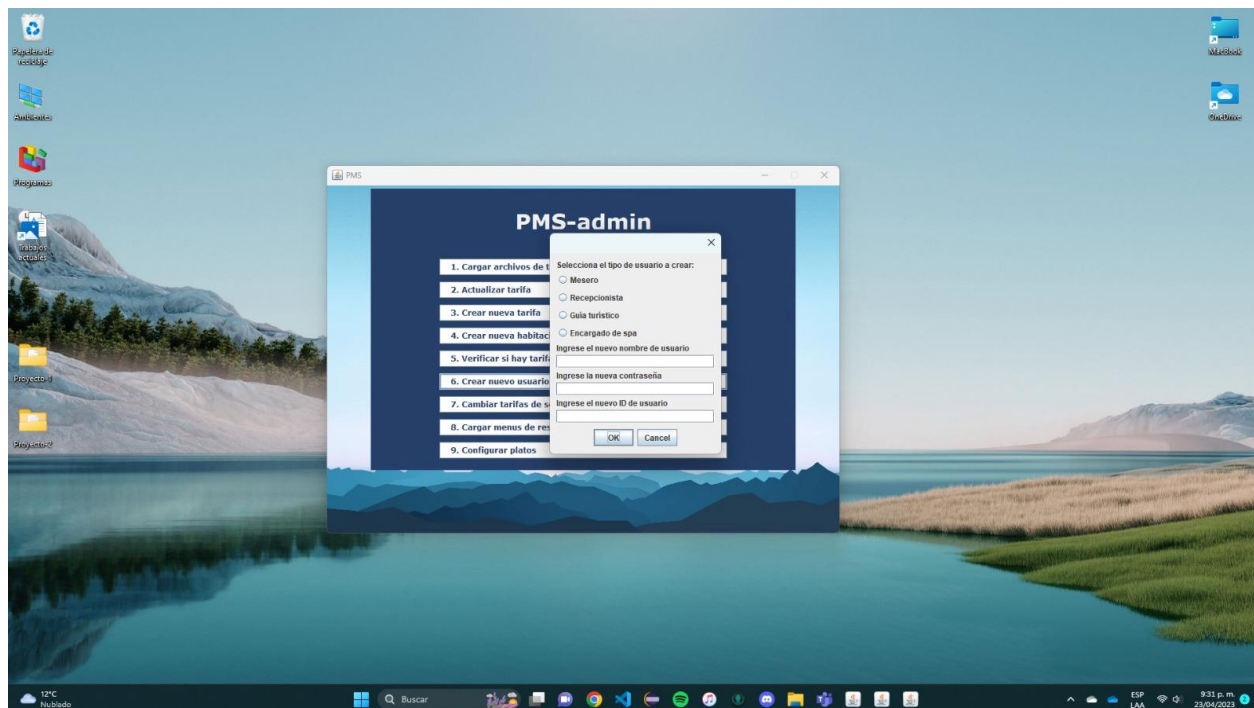 Papelera de
reciclaje
Ambientes
Programas
Trabajos
actuales
Proyecto-1
Proyecto-2
MacBook
OneDrive
PMS
PMS-admin
1. Cargar archivos de t
2. Actualizar tarifa
3. Crear nueva tarifa
4. Crear nueva habitac
5. Verificar si hay tarifa
6. Crear nuevo usuario
7. Cambiar tarifas de s
8. Cargar menus de res
9. Configurar platos
Selecciona el tipo de usuario a crear:
Mesero
Recepcionista
Guia turistico
Encargado de spa
Ingrese el nuevo nombre de usuario
Ingrese la nueva contraseña
Ingrese el nuevo ID de usuario
OK
Cancel
12°C
Nublado
Buscar
ESP
LAA
9:31 p. m.
23/04/2023